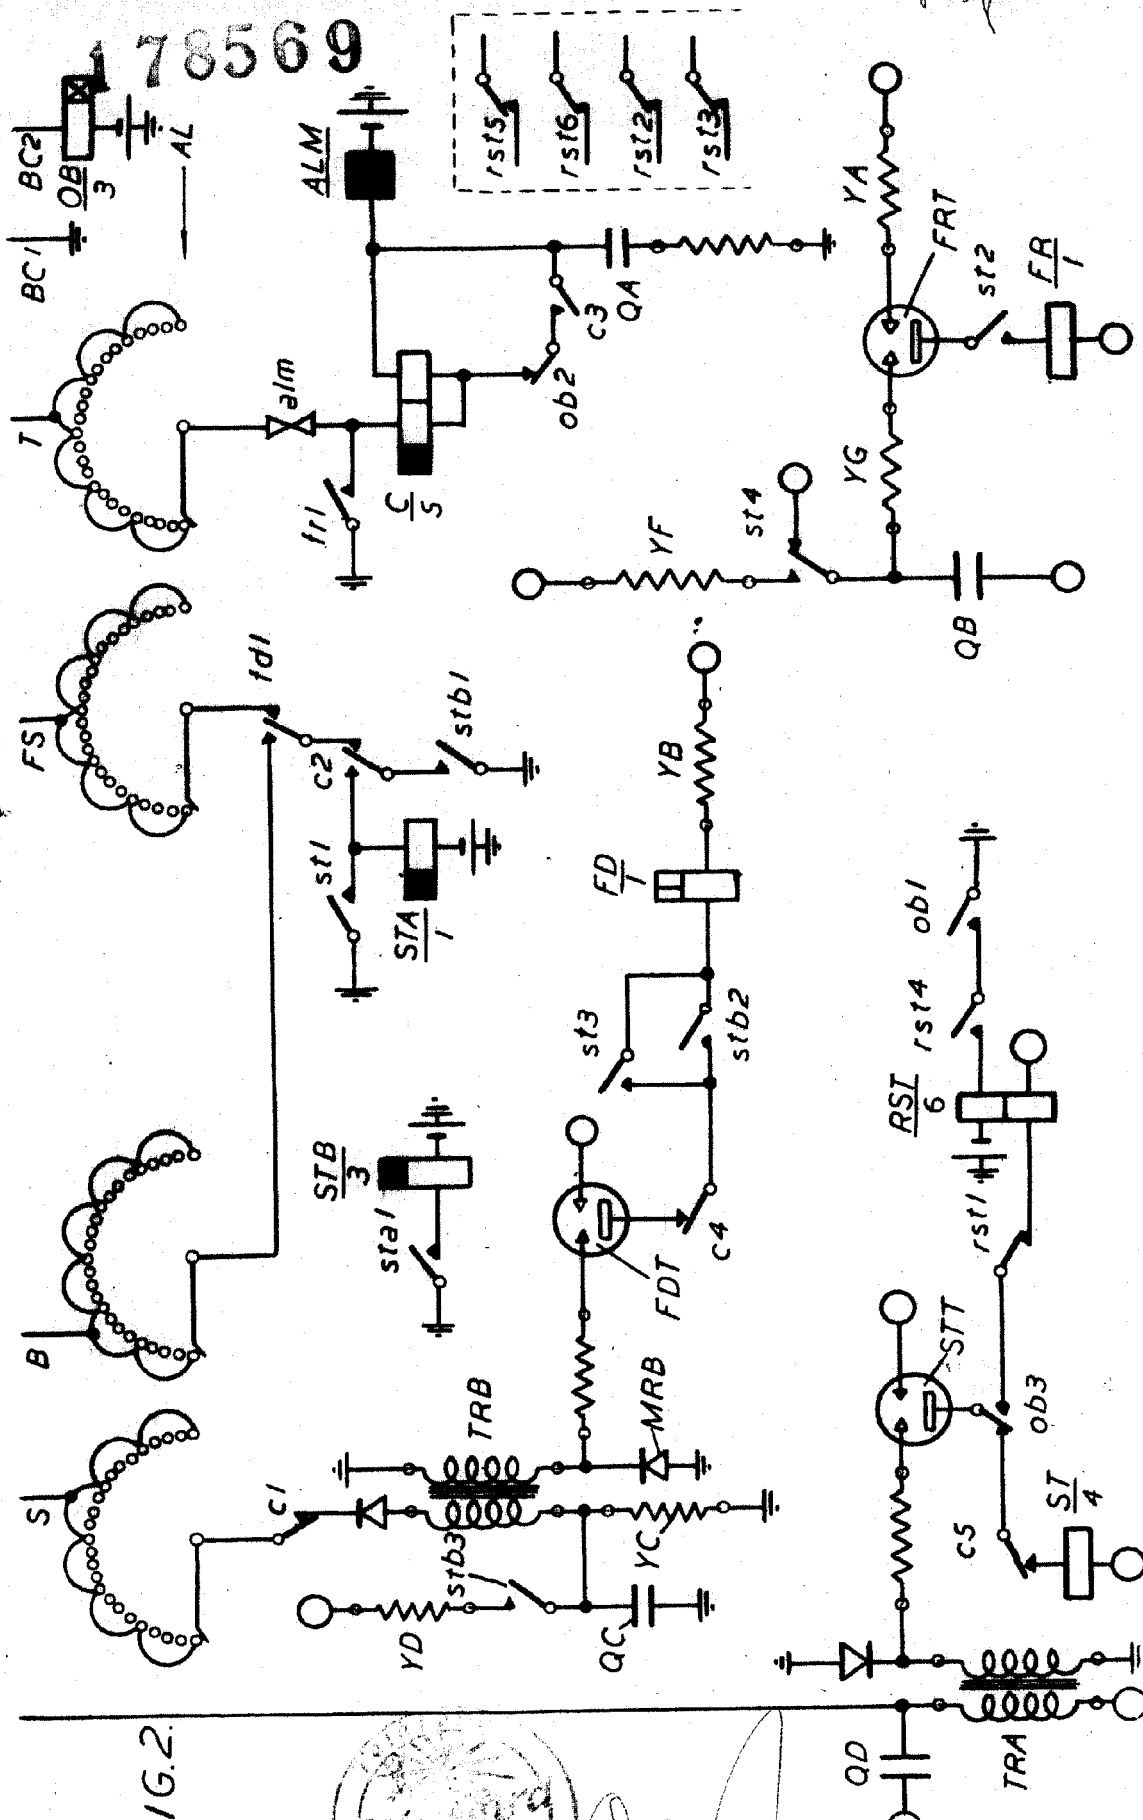 178569
BC1
BC2
OB
3
AL
T
FS
B
S
ALM
rst5
rst6
rst2
rst3
alm
fr1
C
5
ob2
c3
QA
YA
FRT
st2
FR
1
YG
st4
YF
QB
fd1
c2
stb1
st1
STA
1
STB
3
sta1
FD
1
YB
st3
stb2
c4
FDT
ob1
rst4
RST
6
rst1
STT
ob3
c5
ST
4
c1
TRB
MRB
YC
stb3
YD
QC
QD
TRA
IG.2.